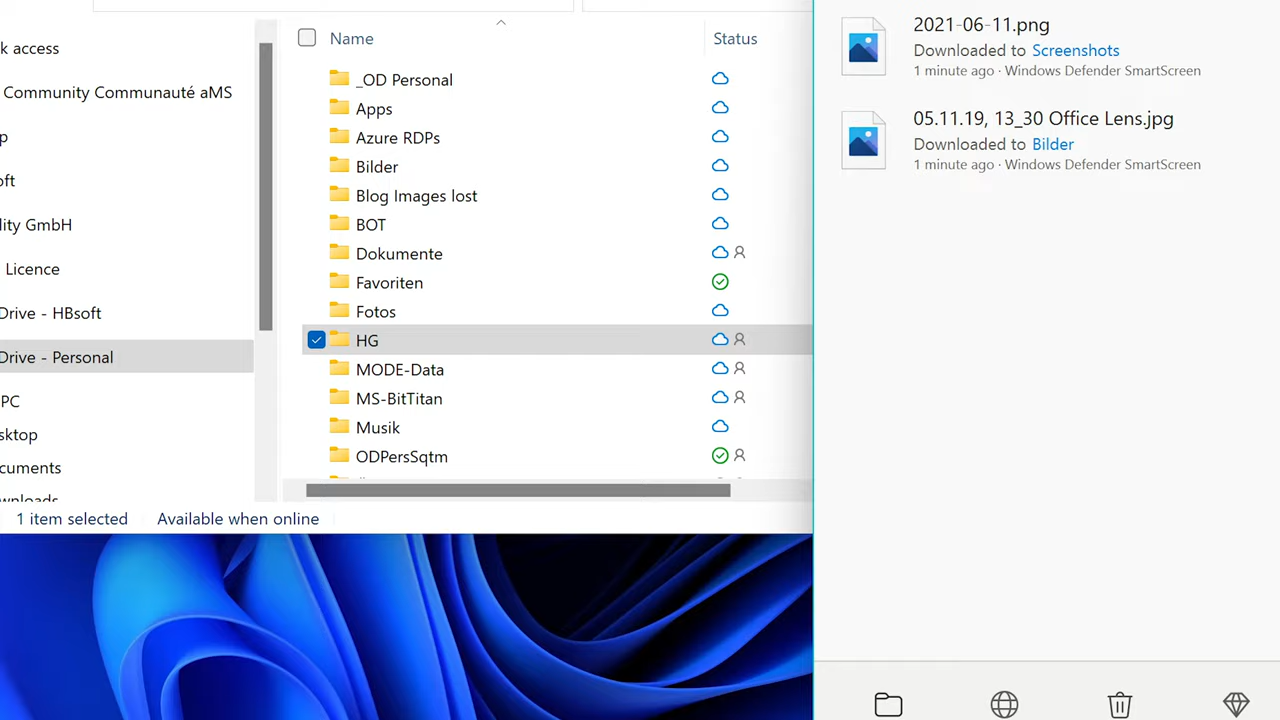 k access
Community Communauté aMS
p
oft
lity GmbH
Licence
Drive - HBsoft
Drive - Personal
PC
sktop
cuments
Name
Status
_OD Personal
Apps
Azure RDPs
Bilder
Blog Images lost
BOT
Dokumente
Favoriten
Fotos
HG
MODE-Data
MS-BitTitan
Musik
ODPersSqtm
1 item selected
Available when online
2021-06-11.png
Downloaded to Screenshots
1 minute ago · Windows Defender SmartScreen
05.11.19, 13_30 Office Lens.jpg
Downloaded to Bilder
1 minute ago · Windows Defender SmartScreen